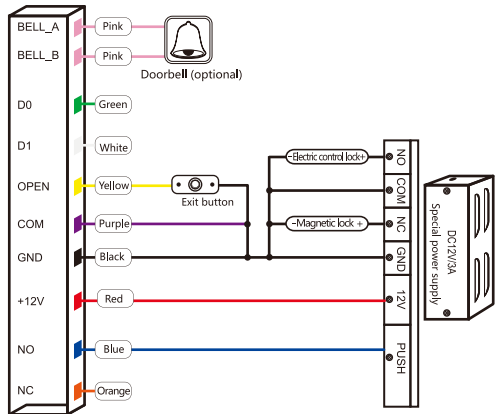 BELL_A Pink
BELL_B Pink
Doorbell (optional)
D0 Green
D1 White
OPEN Yellow
Exit button
COM Purple
GND Black
+12V Red
NO Blue
NC Orange
-Electric control lock+
-Magnetic lock +
NO
COM
NC
GND
12V
PUSH
DC12V/3A
Special power supply